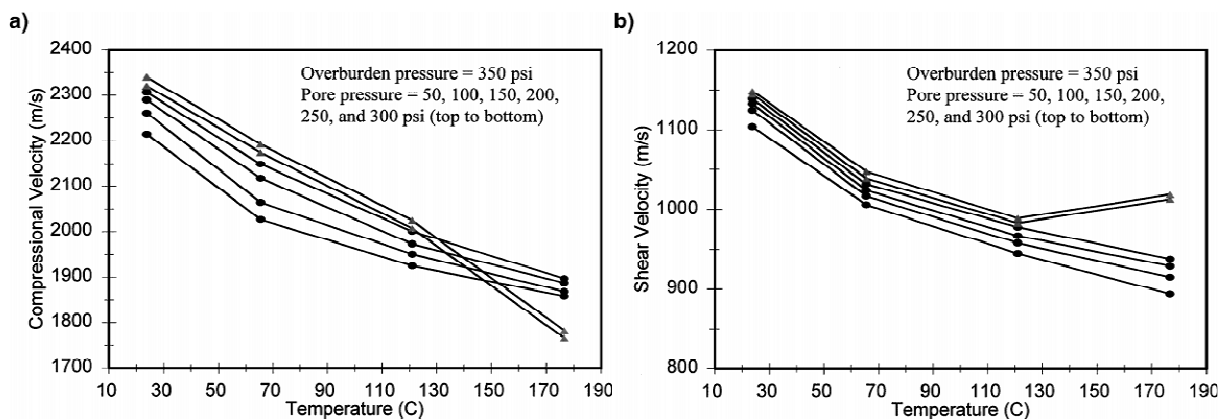 a)
2400
2300
2200
2100
2000
1900
1800
1700
Compressional Velocity (m/s)
Overburden pressure = 350 psi
Pore pressure = 50, 100, 150, 200,
250, and 300 psi (top to bottom)
10 30 50 70 90 110 130 150 170 190
Temperature (C)
b)
1200
1100
1000
900
800
Shear Velocity (m/s)
Overburden pressure = 350 psi
Pore pressure = 50, 100, 150, 200,
250, and 300 psi (top to bottom)
10 30 50 70 90 110 130 150 170 190
Temperature (C)